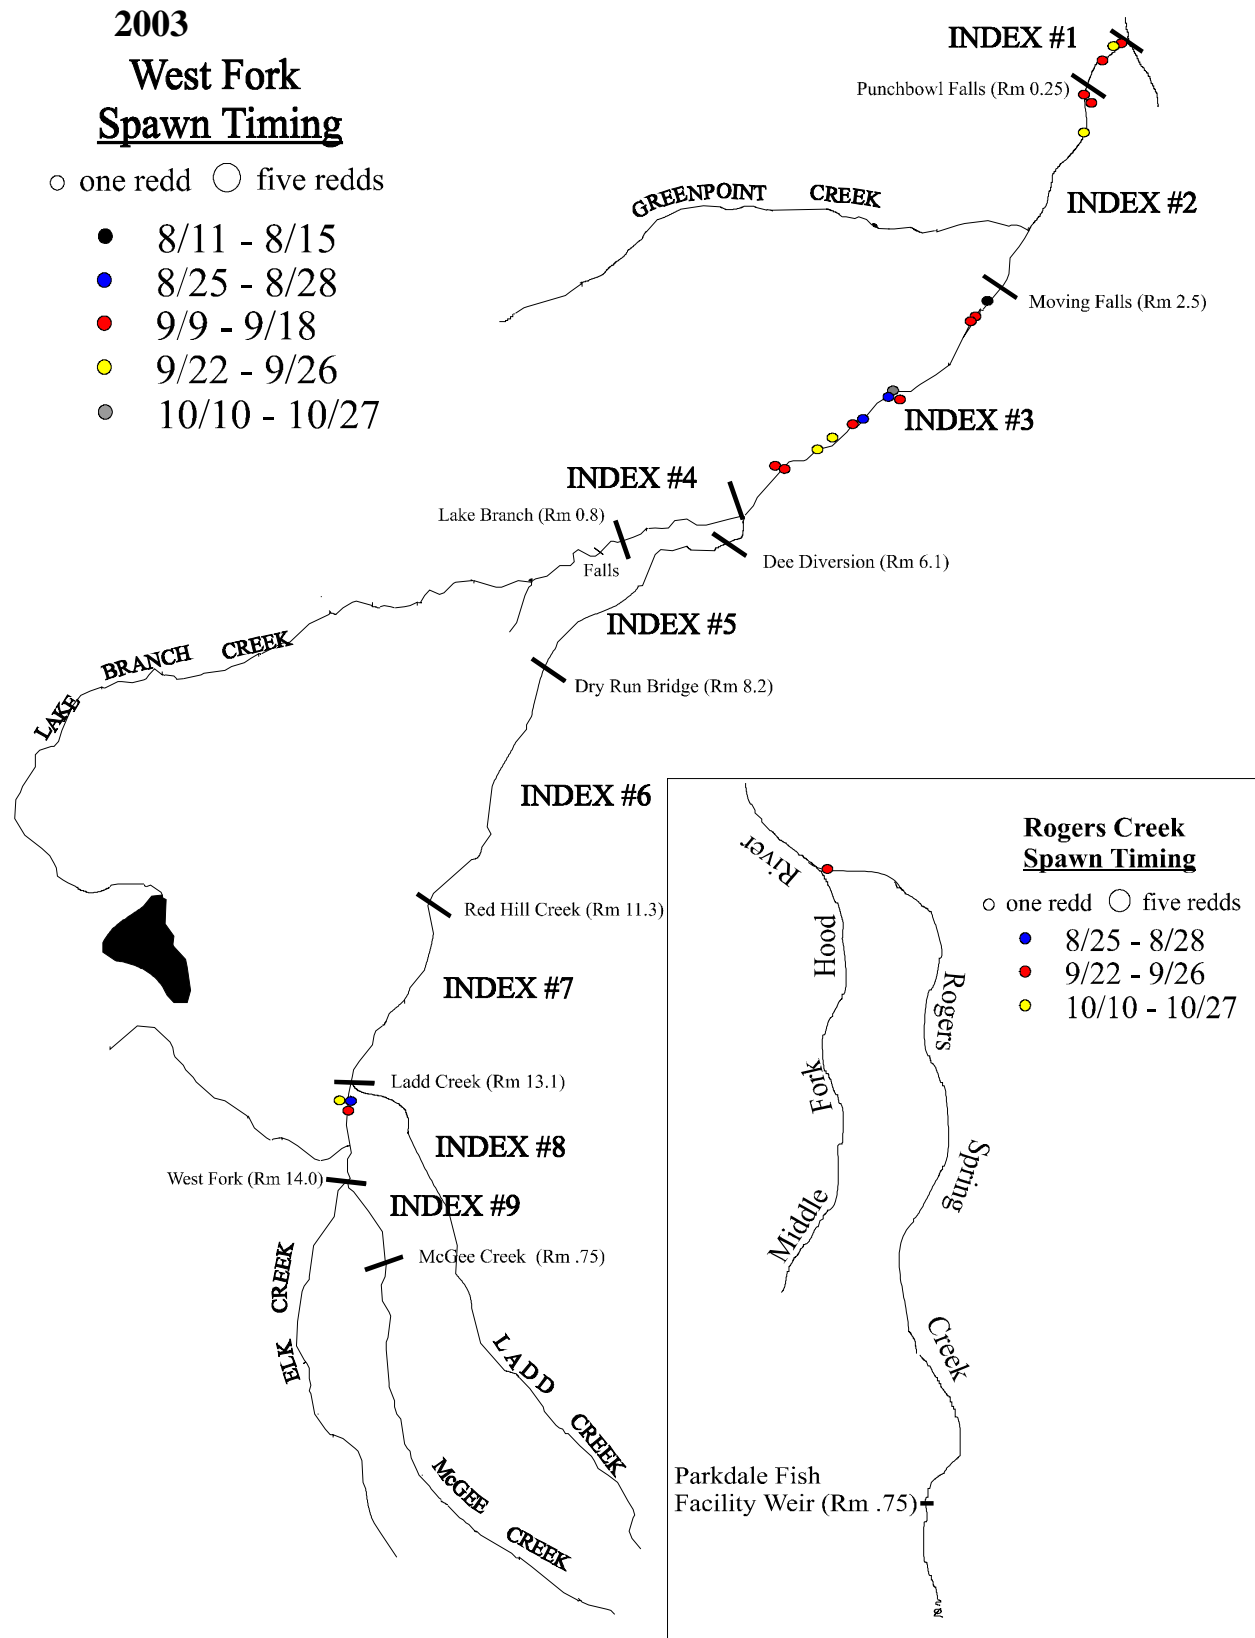 2003
West Fork
Spawn Timing
one redd five redds
8/11 - 8/15
8/25 - 8/28
9/9 - 9/18
9/22 - 9/26
10/10 - 10/27
INDEX #1
Punchbowl Falls (Rm 0.25)
GREENPOINT CREEK
INDEX #2
Moving Falls (Rm 2.5)
INDEX #3
INDEX #4
Lake Branch (Rm 0.8)
Falls
Dee Diversion (Rm 6.1)
INDEX #5
LAKE BRANCH CREEK
Dry Run Bridge (Rm 8.2)
INDEX #6
Red Hill Creek (Rm 11.3)
INDEX #7
Ladd Creek (Rm 13.1)
INDEX #8
West Fork (Rm 14.0)
INDEX #9
McGee Creek (Rm .75)
ELK CREEK
LADD CREEK
McGEE CREEK
Rogers Creek
Spawn Timing
one redd five redds
8/25 - 8/28
9/22 - 9/26
10/10 - 10/27
Middle Fork Hood River
Rogers Spring Creek
Parkdale Fish
Facility Weir (Rm .75)